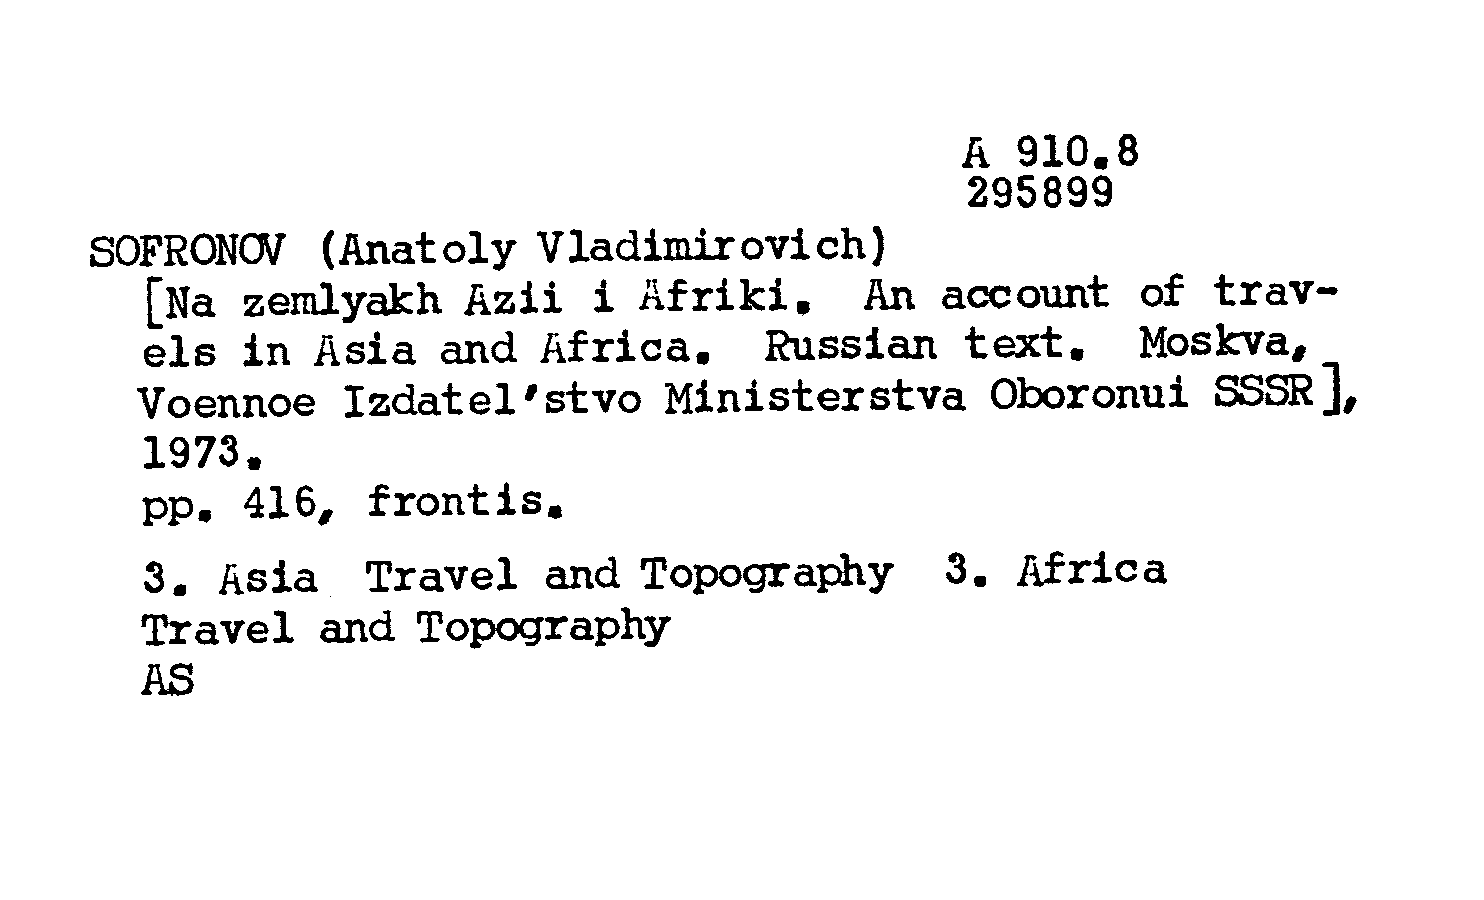 A 910.8
295899
SOFRONOV (Anatoly Vladimirovich)
[Na zemlyakh Azii i Afriki. An account of trav-
els in Asia and Africa. Russian text. Moskva,
Voennoe Izdatel'stvo Ministerstva Oboronui SSSR],
1973.
pp. 416, frontis.
3. Asia Travel and Topography 3. Africa
Travel and Topography
AS